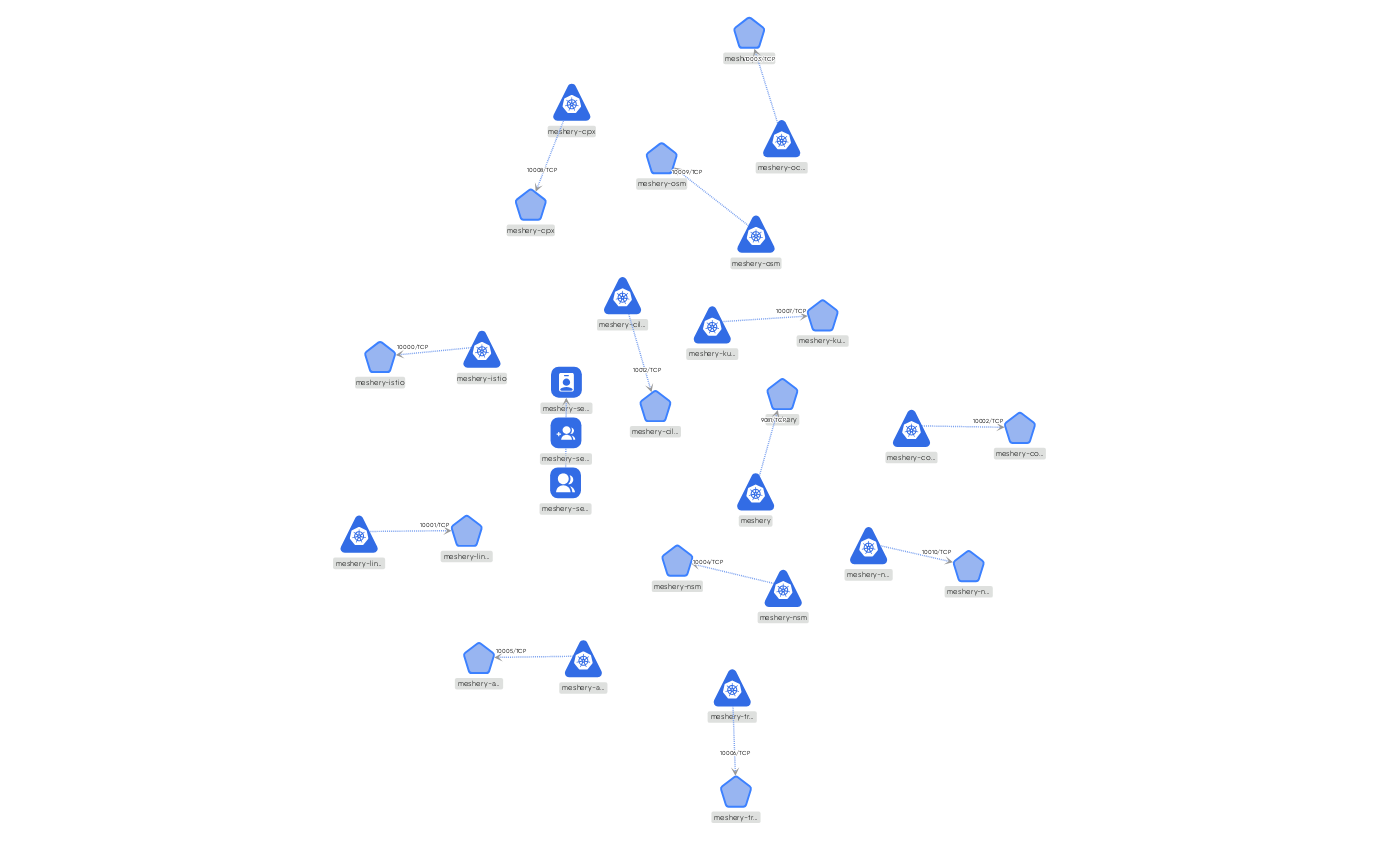 10003/TCP
meshery-cpx
meshery-oc...
10008/TCP
10009/TCP
meshery-osm
meshery-cpx
meshery-osm
10007/TCP
meshery-cil...
meshery-ku...
10000/TCP
meshery-ku...
meshery-istio
meshery-istio
10012/TCP
meshery-se...
9081/TCP
10002/TCP
meshery-cil...
meshery-co...
meshery-co...
meshery-se...
meshery-se...
meshery
10001/TCP
meshery-lin...
meshery-lin...
10010/TCP
10004/TCP
meshery-n...
meshery-nsm
meshery-n...
meshery-nsm
10005/TCP
meshery-a...
meshery-a...
meshery-tr...
10006/TCP
meshery-tr...